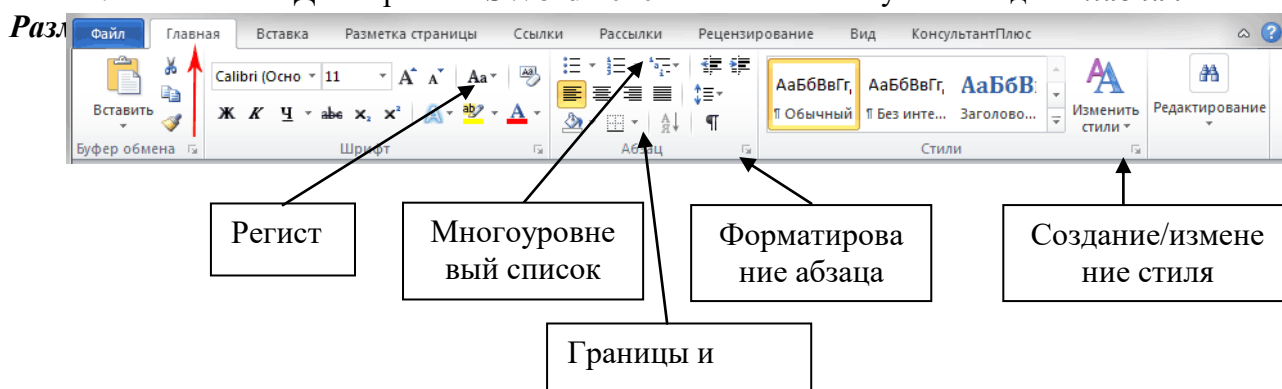 Разм
Файл Главная Вставка Разметка страницы Ссылки Рассылки Рецензирование Вид КонсультантПлюс
Calibri (Осно 11 Аа
Вставить
Ж К Ч abc x₂ x² A ab A
АаБбВвГг, АаБбВвГг, АаБбВ
¶ Обычный ¶ Без инте... Заголово...
Изменить стили
Редактирование
Буфер обмена Шрифт Абзац Стили
Регист
Многоуровне
вый список
Форматирова
ние абзаца
Создание/измене
ние стиля
Границы и